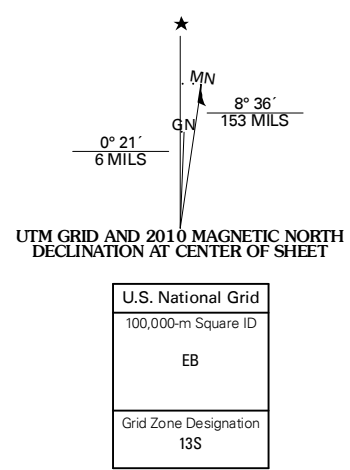 ★
MN
8° 36´
153 MILS
GN
0° 21´
6 MILS
UTM GRID AND 2010 MAGNETIC NORTH
DECLINATION AT CENTER OF SHEET
U.S. National Grid
100,000-m Square ID
EB
Grid Zone Designation
13S